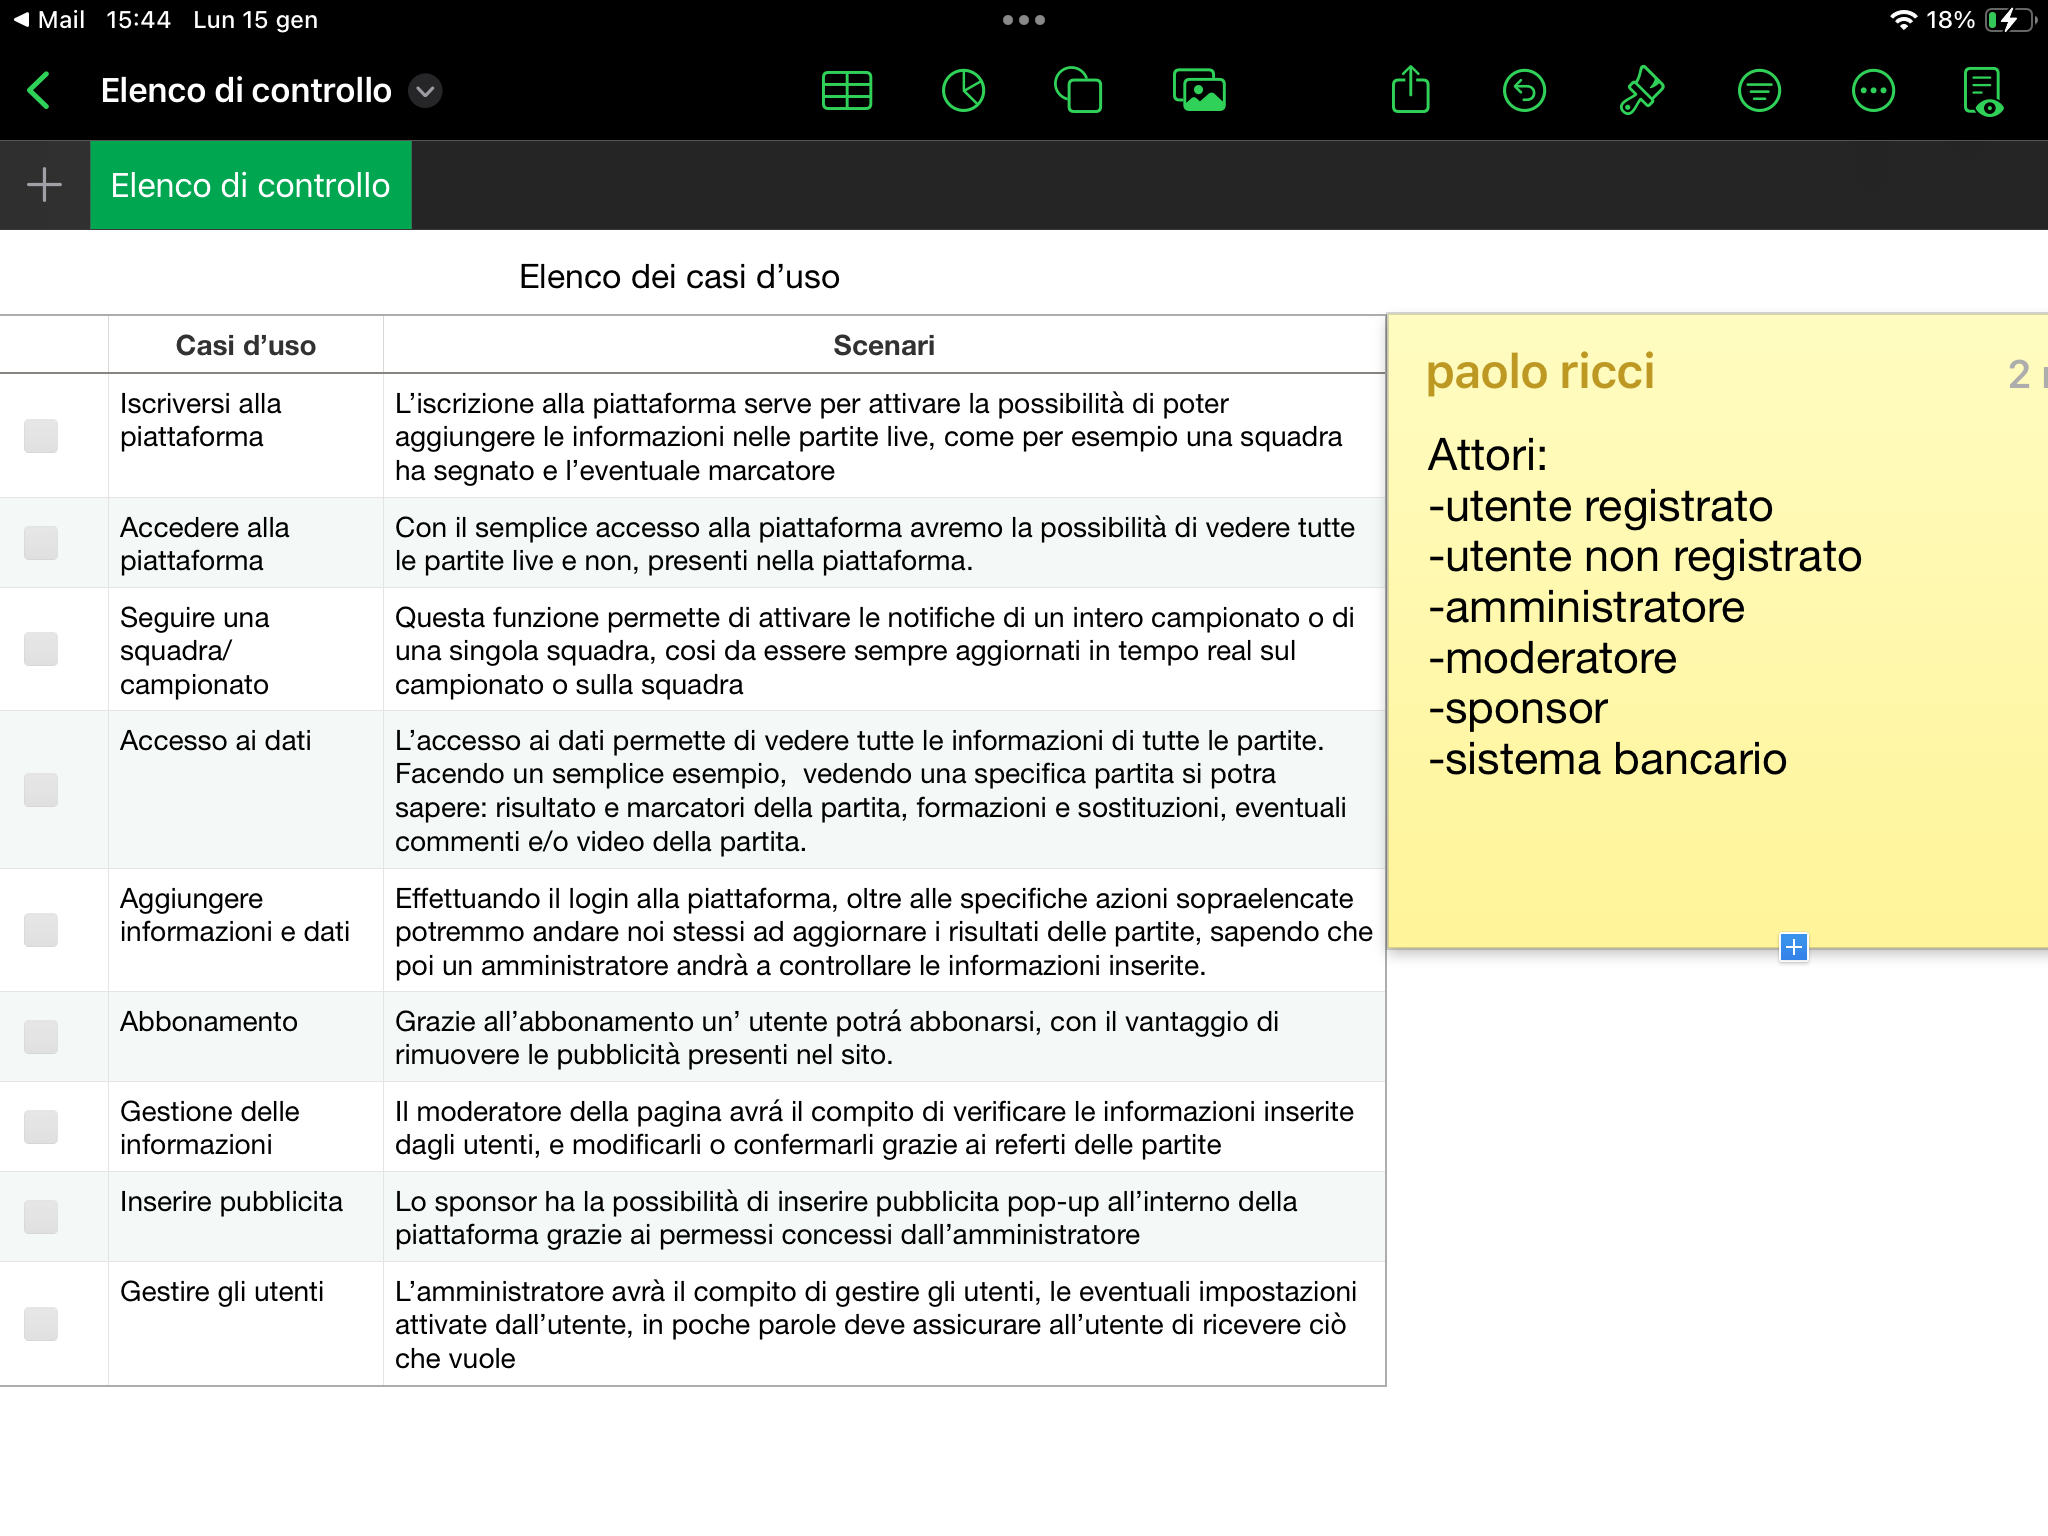 Mail 15:44 Lun 15 gen
18%
Elenco di controllo
Elenco di controllo
Elenco dei casi d’uso
Casi d’uso
Scenari
Iscriversi alla
piattaforma
L’iscrizione alla piattaforma serve per attivare la possibilità di poter
aggiungere le informazioni nelle partite live, come per esempio una squadra
ha segnato e l’eventuale marcatore
Accedere alla
piattaforma
Con il semplice accesso alla piattaforma avremo la possibilità di vedere tutte
le partite live e non, presenti nella piattaforma.
Seguire una
squadra/
campionato
Questa funzione permette di attivare le notifiche di un intero campionato o di
una singola squadra, cosi da essere sempre aggiornati in tempo real sul
campionato o sulla squadra
Accesso ai dati
L’accesso ai dati permette di vedere tutte le informazioni di tutte le partite.
Facendo un semplice esempio,  vedendo una specifica partita si potra
sapere: risultato e marcatori della partita, formazioni e sostituzioni, eventuali
commenti e/o video della partita.
Aggiungere
informazioni e dati
Effettuando il login alla piattaforma, oltre alle specifiche azioni sopraelencate
potremmo andare noi stessi ad aggiornare i risultati delle partite, sapendo che
poi un amministratore andrà a controllare le informazioni inserite.
Abbonamento
Grazie all’abbonamento un’ utente potrá abbonarsi, con il vantaggio di
rimuovere le pubblicità presenti nel sito.
Gestione delle
informazioni
Il moderatore della pagina avrá il compito di verificare le informazioni inserite
dagli utenti, e modificarli o confermarli grazie ai referti delle partite
Inserire pubblicita
Lo sponsor ha la possibilità di inserire pubblicita pop-up all’interno della
piattaforma grazie ai permessi concessi dall’amministratore
Gestire gli utenti
L’amministratore avrà il compito di gestire gli utenti, le eventuali impostazioni
attivate dall’utente, in poche parole deve assicurare all’utente di ricevere ciò
che vuole
paolo ricci
2
Attori:
-utente registrato
-utente non registrato
-amministratore
-moderatore
-sponsor
-sistema bancario